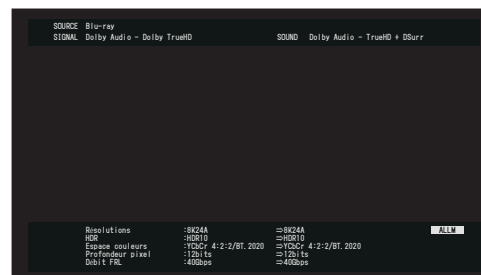 SOURCE Blu-ray
SIGNAL Dolby Audio - Dolby TrueHD SOUND Dolby Audio - TrueHD + DSurr
Résolutions :8K24A ⇒8K24A ALLM
HDR :HDR10 ⇒HDR10
Espace couleurs :YCbCr 4:2:2/BT.2020 ⇒YCbCr 4:2:2/BT.2020
Profondeur pixel :12bits ⇒12bits
Débit FRL :40Gbps ⇒40Gbps